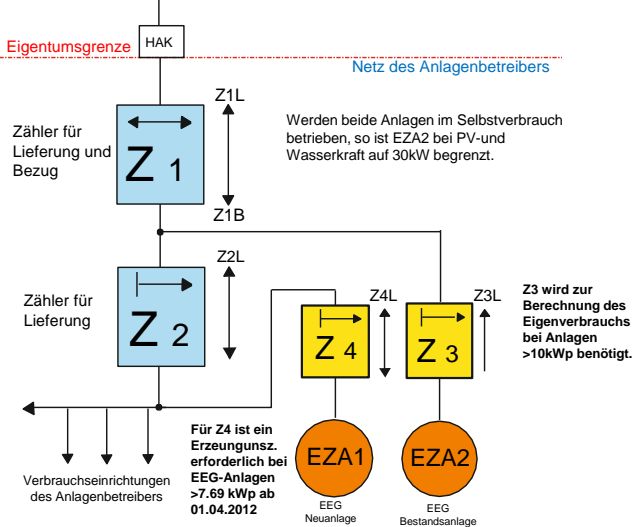 Eigentumsgrenze
HAK
Netz des Anlagenbetreibers
Z1L
Zähler für
Lieferung und
Bezug
Z 1
Werden beide Anlagen im Selbstverbrauch
betrieben, so ist EZA2 bei PV-und
Wasserkraft auf 30kW begrenzt.
Z1B
Z2L
Zähler für
Lieferung
Z 2
Z4L
Z 4
Z3L
Z 3
Z3 wird zur
Berechnung des
Eigenverbrauchs
bei Anlagen
>10kWp benötigt.
Für Z4 ist ein
Erzeugunsz.
erforderlich bei
EEG-Anlagen
>7.69 kWp ab
01.04.2012
EZA1
EZA2
Verbrauchseinrichtungen
des Anlagenbetreibers
EEG
Neuanlage
EEG
Bestandsanlage